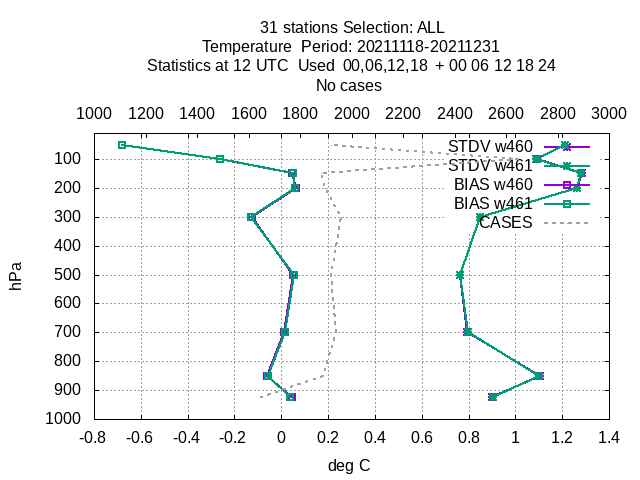 31 stations Selection: ALL
Temperature  Period: 20211118-20211231
Statistics at 12 UTC  Used  00,06,12,18  + 00 06 12 18 24
No cases
1000 1200 1400 1600 1800 1900 2200 2400 2600 2800 3000
STDV w460
100
STDV w461
200
BIAS w460
BIAS w461
300
CASES
400
hPa
500
600
700
800
900
1000
-0.8 -0.6 -0.4 -0.2 0 0.2 0.4 0.6 0.8 1 1.2 1.4
deg C